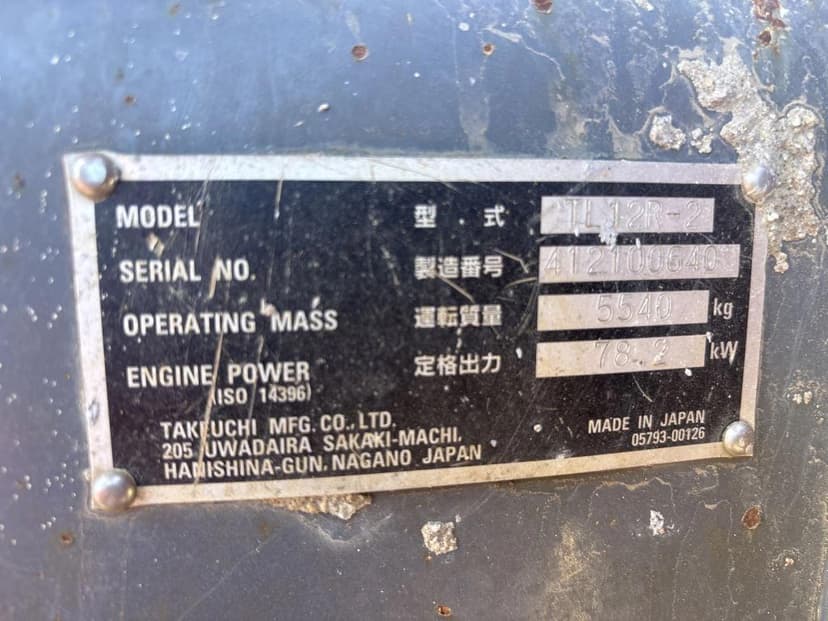 MODEL 型 式 TL12R-2
SERIAL NO. 製造番号 412100640
OPERATING MASS 運転質量 5540 kg
ENGINE POWER 定格出力 78.2 kW
(ISO 14396)
TAKEUCHI MFG. CO., LTD.
205 UWADAIRA SAKAKI-MACHI,
HANISHINA-GUN, NAGANO JAPAN
MADE IN JAPAN
05793-00126